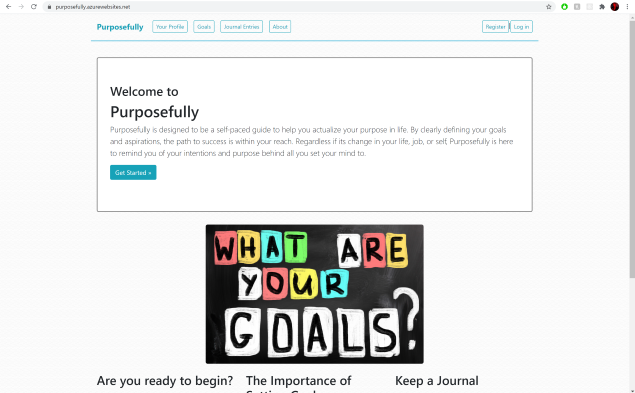 purposefully.azurewebsites.net
Purposefully
Your Profile
Goals
Journal Entries
About
Register
Log in
Welcome to
Purposefully
Purposefully is designed to be a self-paced guide to help you actualize your purpose in life. By clearly defining your goals
and aspirations, the path to success is within your reach. Regardless if its change in your life, job, or self, Purposefully is here
to remind you of your intentions and purpose behind all you set your mind to.
Get Started »
WHAT ARE
YOUR
GOALS?
Are you ready to begin?
The Importance of
Keep a Journal